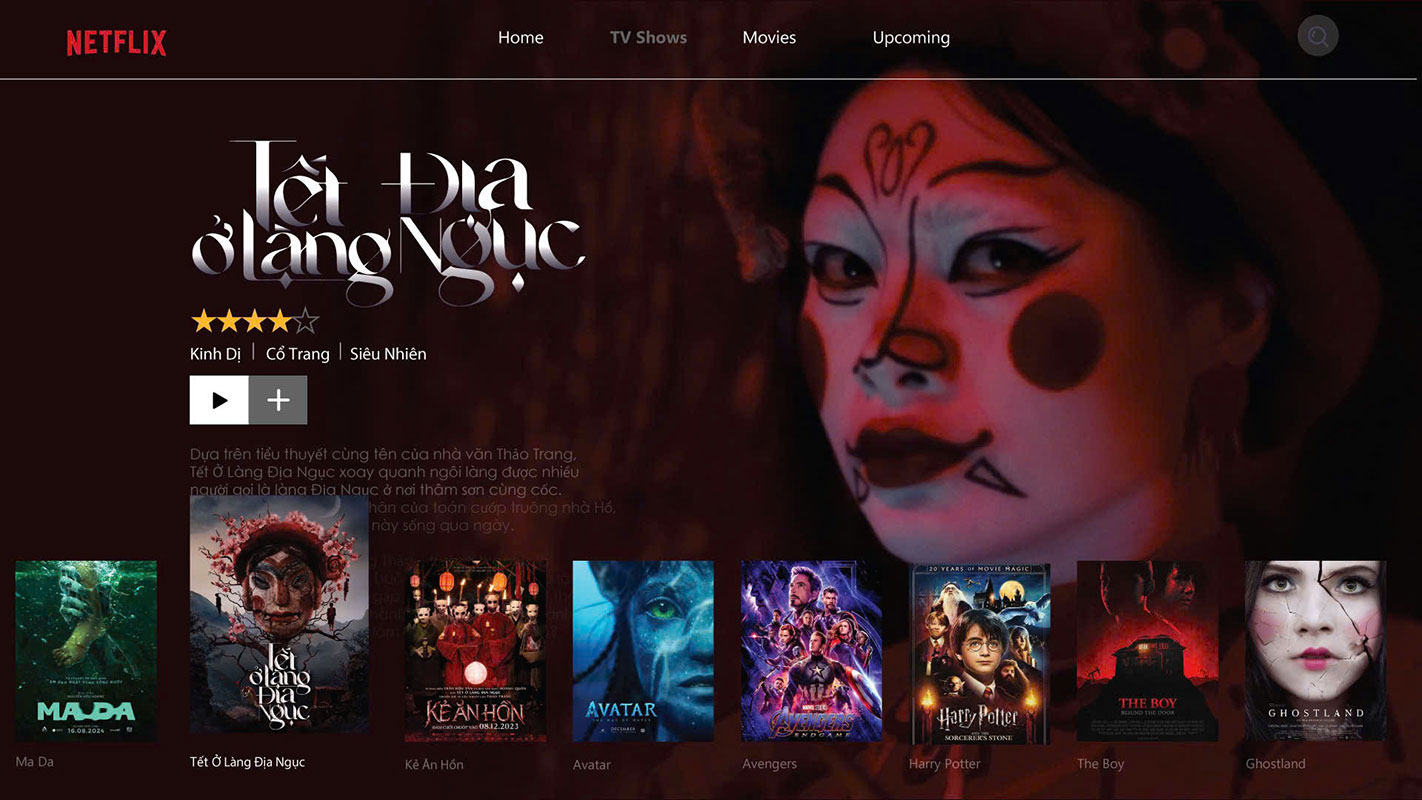 NETFLIX
Home
TV Shows
Movies
Upcoming
Tết Ở Làng Địa Ngục
Kinh Dị | Cổ Trang | Siêu Nhiên
Dựa trên tiểu thuyết cùng tên của nhà văn Thảo Trang,
Tết Ở Làng Địa Ngục xoay quanh ngôi làng được nhiều
người gọi là làng Địa Ngục ở nơi thâm sơn cùng cốc.
của toán cướp truông nhà Hồ,
này sống qua ngày.
MA DA
16.08.2024
Ma Da
Tết
ở làng
Địa
Ngục
Tết Ở Làng Địa Ngục
KẺ ĂN HỒN
08.12.2023
Kẻ Ăn Hồn
AVATAR
THE WAY OF WATER
DECEMBER
Avatar
MARVEL STUDIOS
AVENGERS
ENDGAME
Avengers
20 YEARS OF MOVIE MAGIC
Harry Potter
AND THE
SORCERER'S STONE
Harry Potter
THE BOY
BEHIND THE DOOR
The Boy
GHOSTLAND
Ghostland